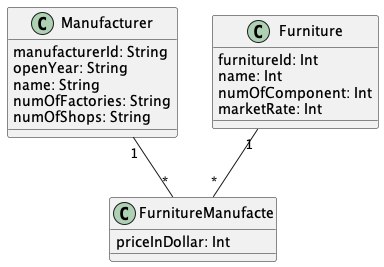 C Manufacturer
manufacturerId: String
openYear: String
name: String
numOfFactories: String
numOfShops: String
C Furniture
furnitureId: Int
name: Int
numOfComponent: Int
marketRate: Int
1
1
*
*
C FurnitureManufacte
priceInDollar: Int